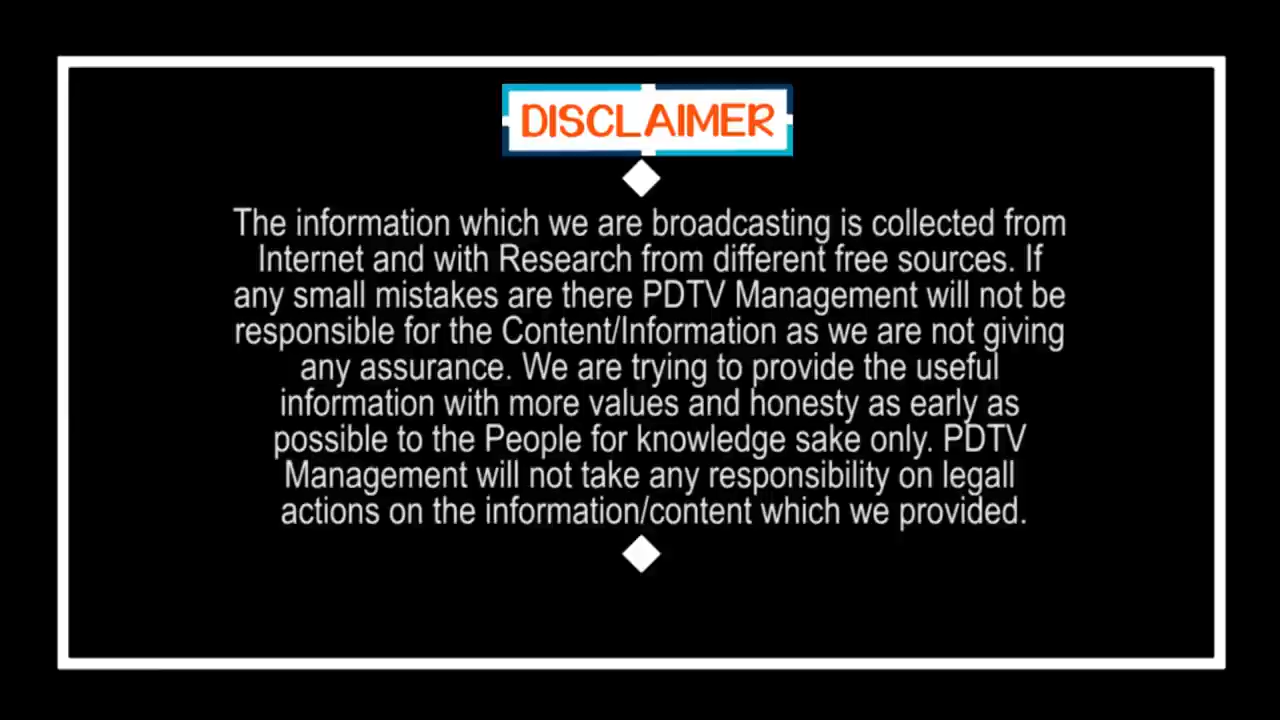 DISCLAIMER
The information which we are broadcasting is collected from
Internet and with Research from different free sources. If
any small mistakes are there PDTV Management will not be
responsible for the Content/Information as we are not giving
any assurance. We are trying to provide the useful
information with more values and honesty as early as
possible to the People for knowledge sake only. PDTV
Management will not take any responsibility on legall
actions on the information/content which we provided.